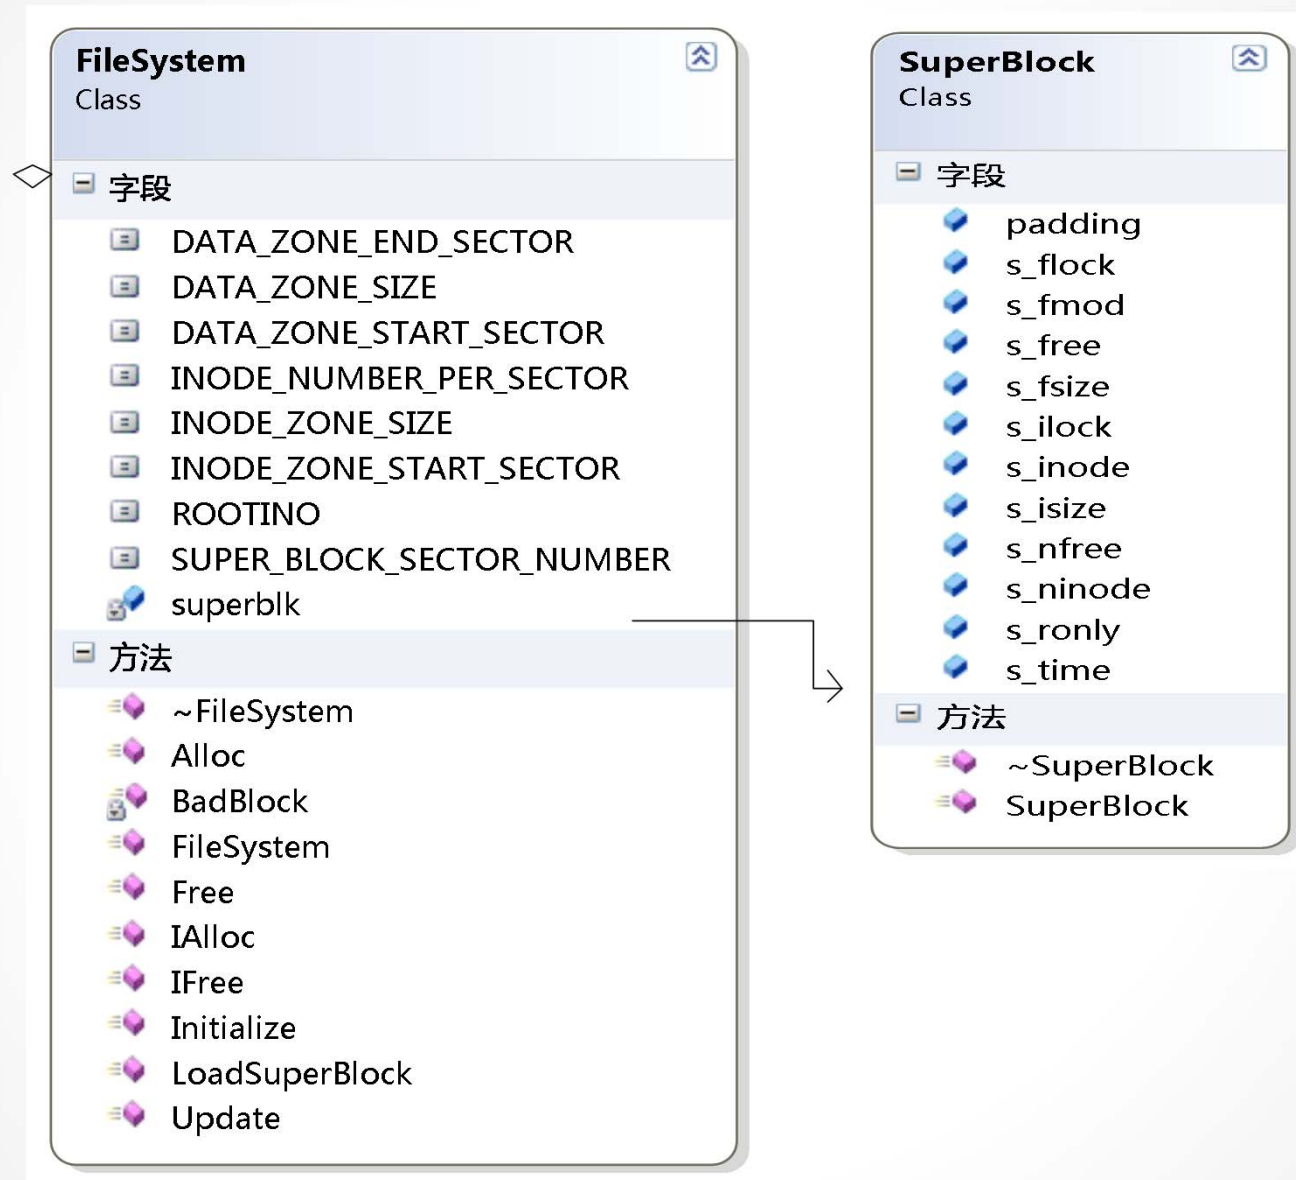 FileSystem
Class
字段
DATA_ZONE_END_SECTOR
DATA_ZONE_SIZE
DATA_ZONE_START_SECTOR
INODE_NUMBER_PER_SECTOR
INODE_ZONE_SIZE
INODE_ZONE_START_SECTOR
ROOTINO
SUPER_BLOCK_SECTOR_NUMBER
superblk
方法
~FileSystem
Alloc
BadBlock
FileSystem
Free
IAlloc
IFree
Initialize
LoadSuperBlock
Update
SuperBlock
Class
字段
padding
s_flock
s_fmod
s_free
s_fsize
s_ilock
s_inode
s_isize
s_nfree
s_ninode
s_ronly
s_time
方法
~SuperBlock
SuperBlock